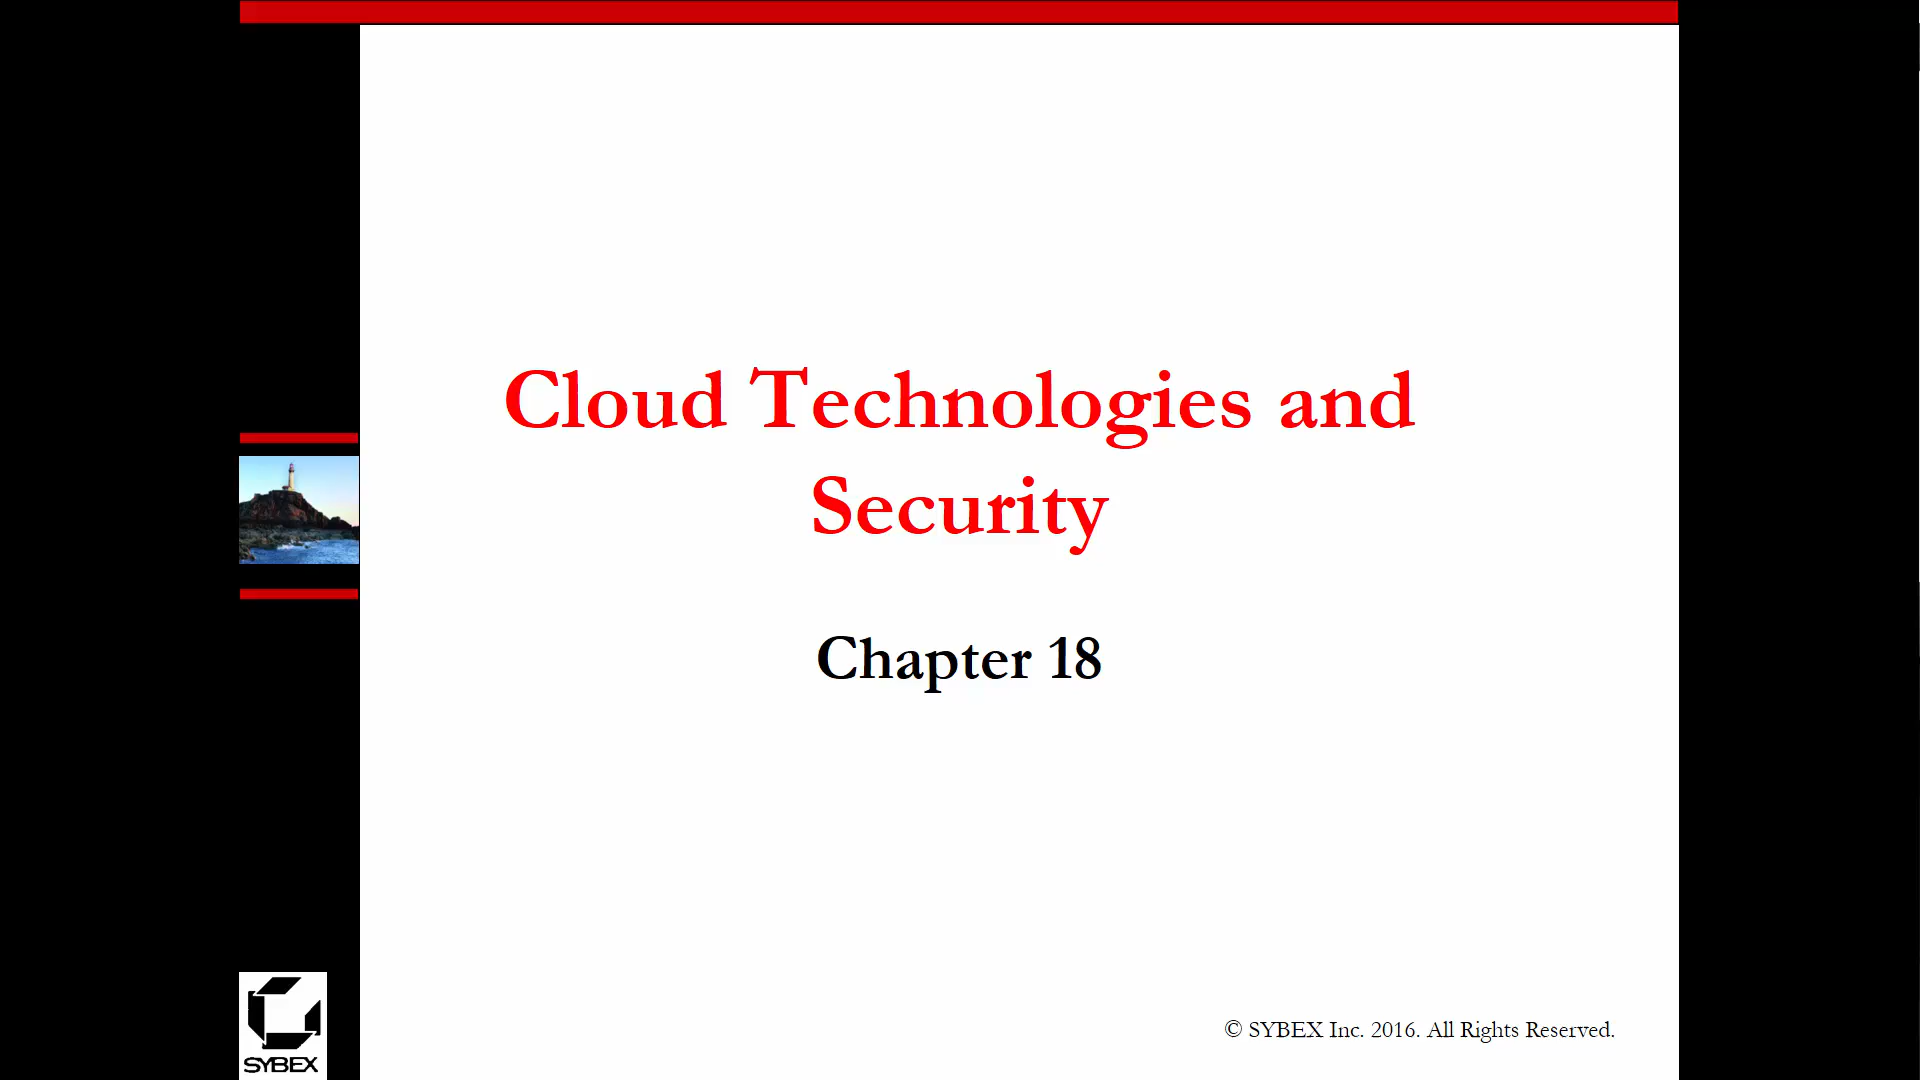 Cloud Technologies and
Security
Chapter 18
© SYBEX Inc. 2016. All Rights Reserved.
SYBEX